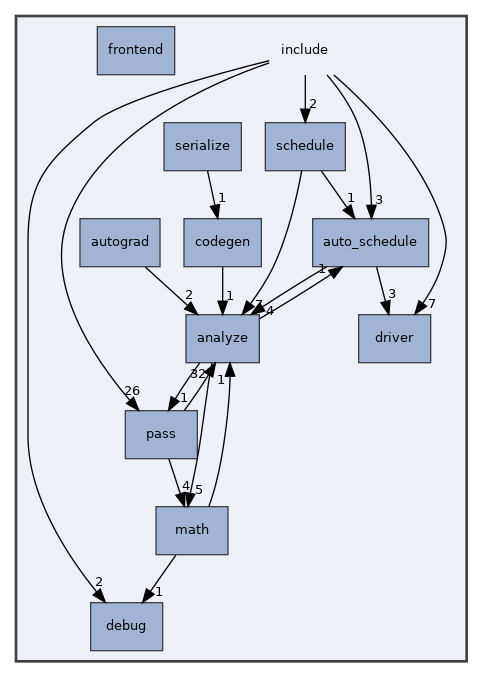 frontend
include
2
serialize
schedule
1
1
3
autograd
codegen
auto_schedule
1
2
1
7
4
3
7
analyze
driver
32
1
1
26
pass
4
5
math
2
1
debug